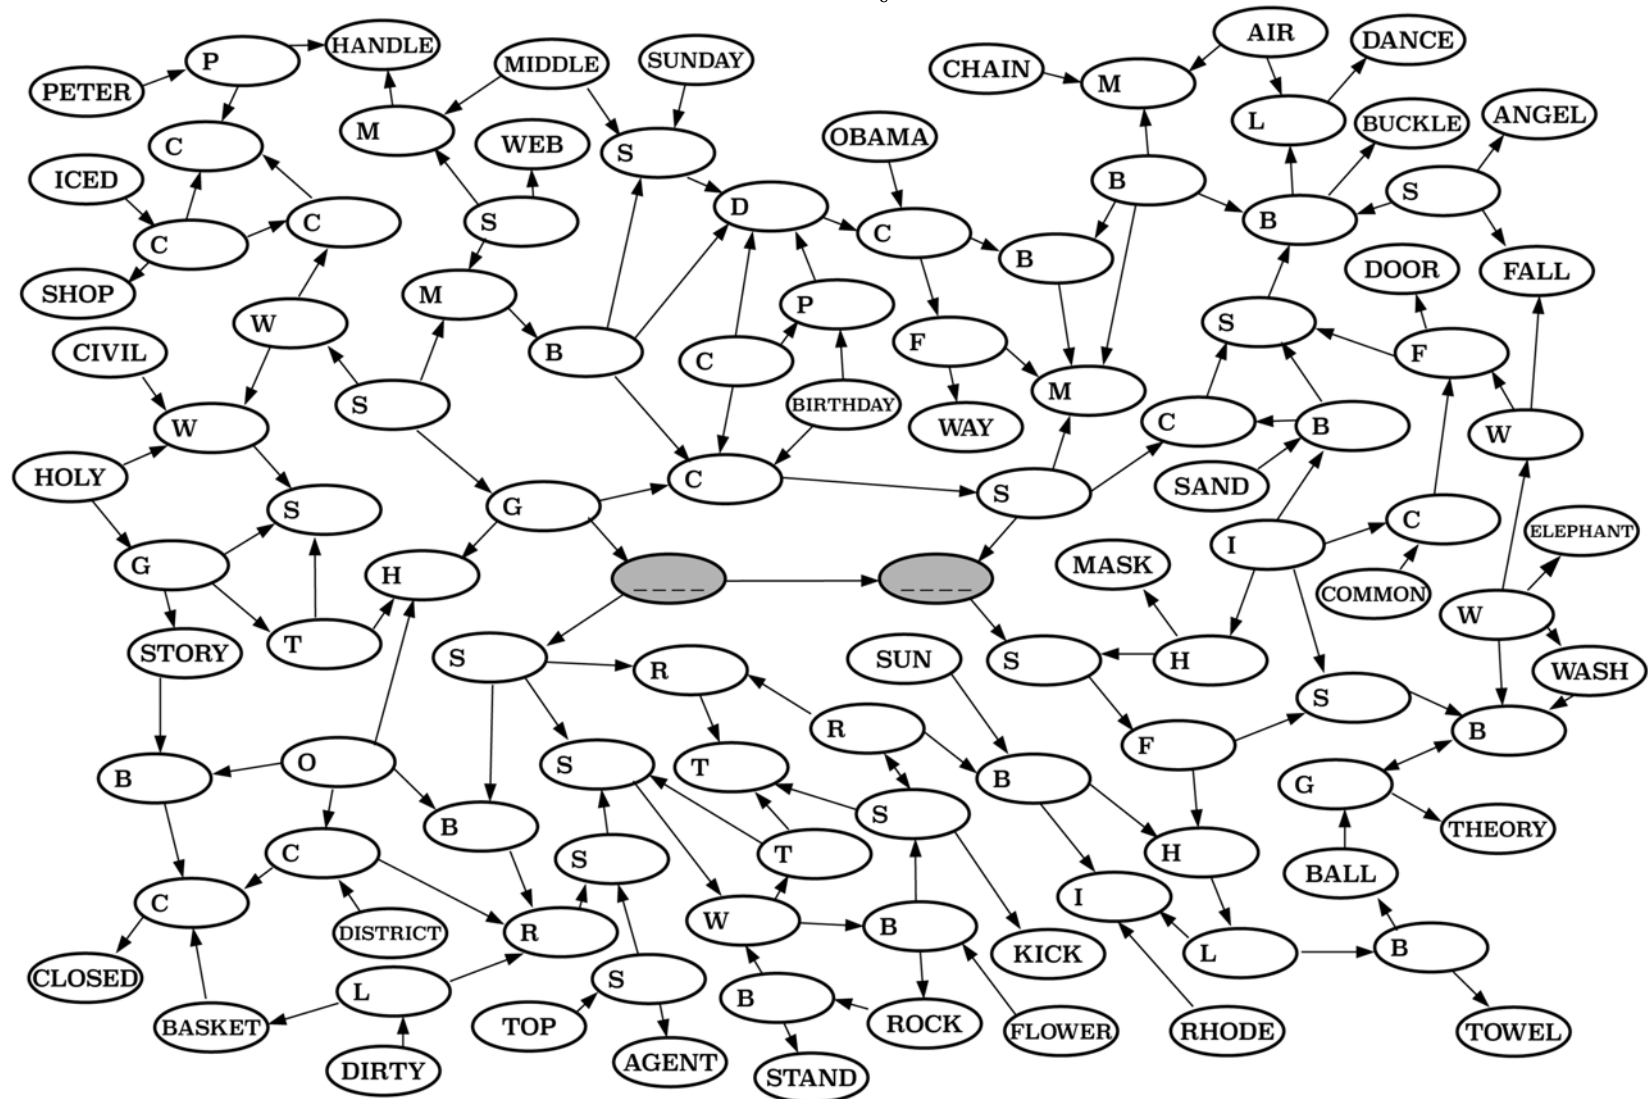 AIR
P
HANDLE
DANCE
MIDDLE
SUNDAY
CHAIN
M
PETER
M
L
BUCKLE
ANGEL
C
WEB
S
OBAMA
ICED
B
S
D
C
S
C
B
C
B
SHOP
M
P
DOOR
FALL
W
S
CIVIL
B
C
F
F
S
BIRTHDAY
M
C
B
W
W
WAY
HOLY
C
S
SAND
S
G
C
ELEPHANT
G
H
_ _ _ _
_ _ _ _
MASK
I
COMMON
W
T
STORY
S
R
SUN
S
H
WASH
S
R
F
B
B
O
S
T
B
G
B
S
THEORY
C
S
T
H
BALL
C
DISTRICT
R
W
B
I
CLOSED
L
S
B
KICK
L
B
BASKET
TOP
ROCK
FLOWER
RHODE
TOWEL
DIRTY
AGENT
STAND